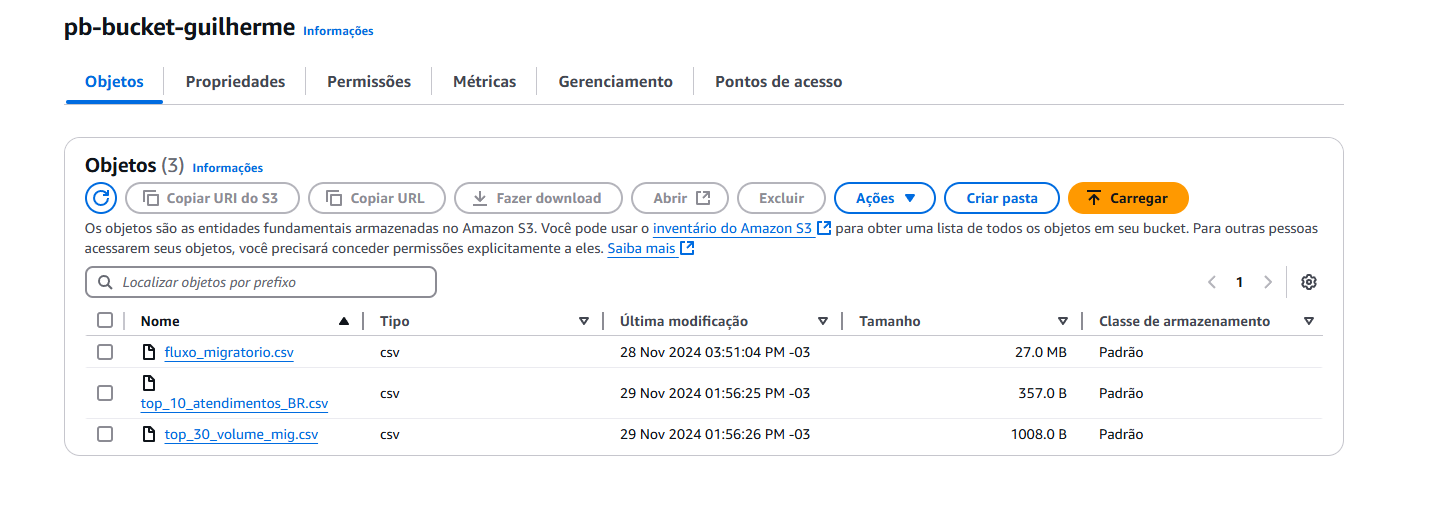 pb-bucket-guilherme Informações
Objetos Propriedades Permissões Métricas Gerenciamento Pontos de acesso
Objetos (3) Informações
Copiar URI do S3 Copiar URL Fazer download Abrir Excluir Ações Criar pasta Carregar
Os objetos são as entidades fundamentais armazenadas no Amazon S3. Você pode usar o inventário do Amazon S3 para obter uma lista de todos os objetos em seu bucket. Para outras pessoas
acessarem seus objetos, você precisará conceder permissões explicitamente a eles. Saiba mais
Localizar objetos por prefixo 1
Nome Tipo Última modificação Tamanho Classe de armazenamento
fluxo_migratorio.csv csv 28 Nov 2024 03:51:04 PM -03 27.0 MB Padrão
top_10_atendimentos_BR.csv csv 29 Nov 2024 01:56:25 PM -03 357.0 B Padrão
top_30_volume_mig.csv csv 29 Nov 2024 01:56:26 PM -03 1008.0 B Padrão